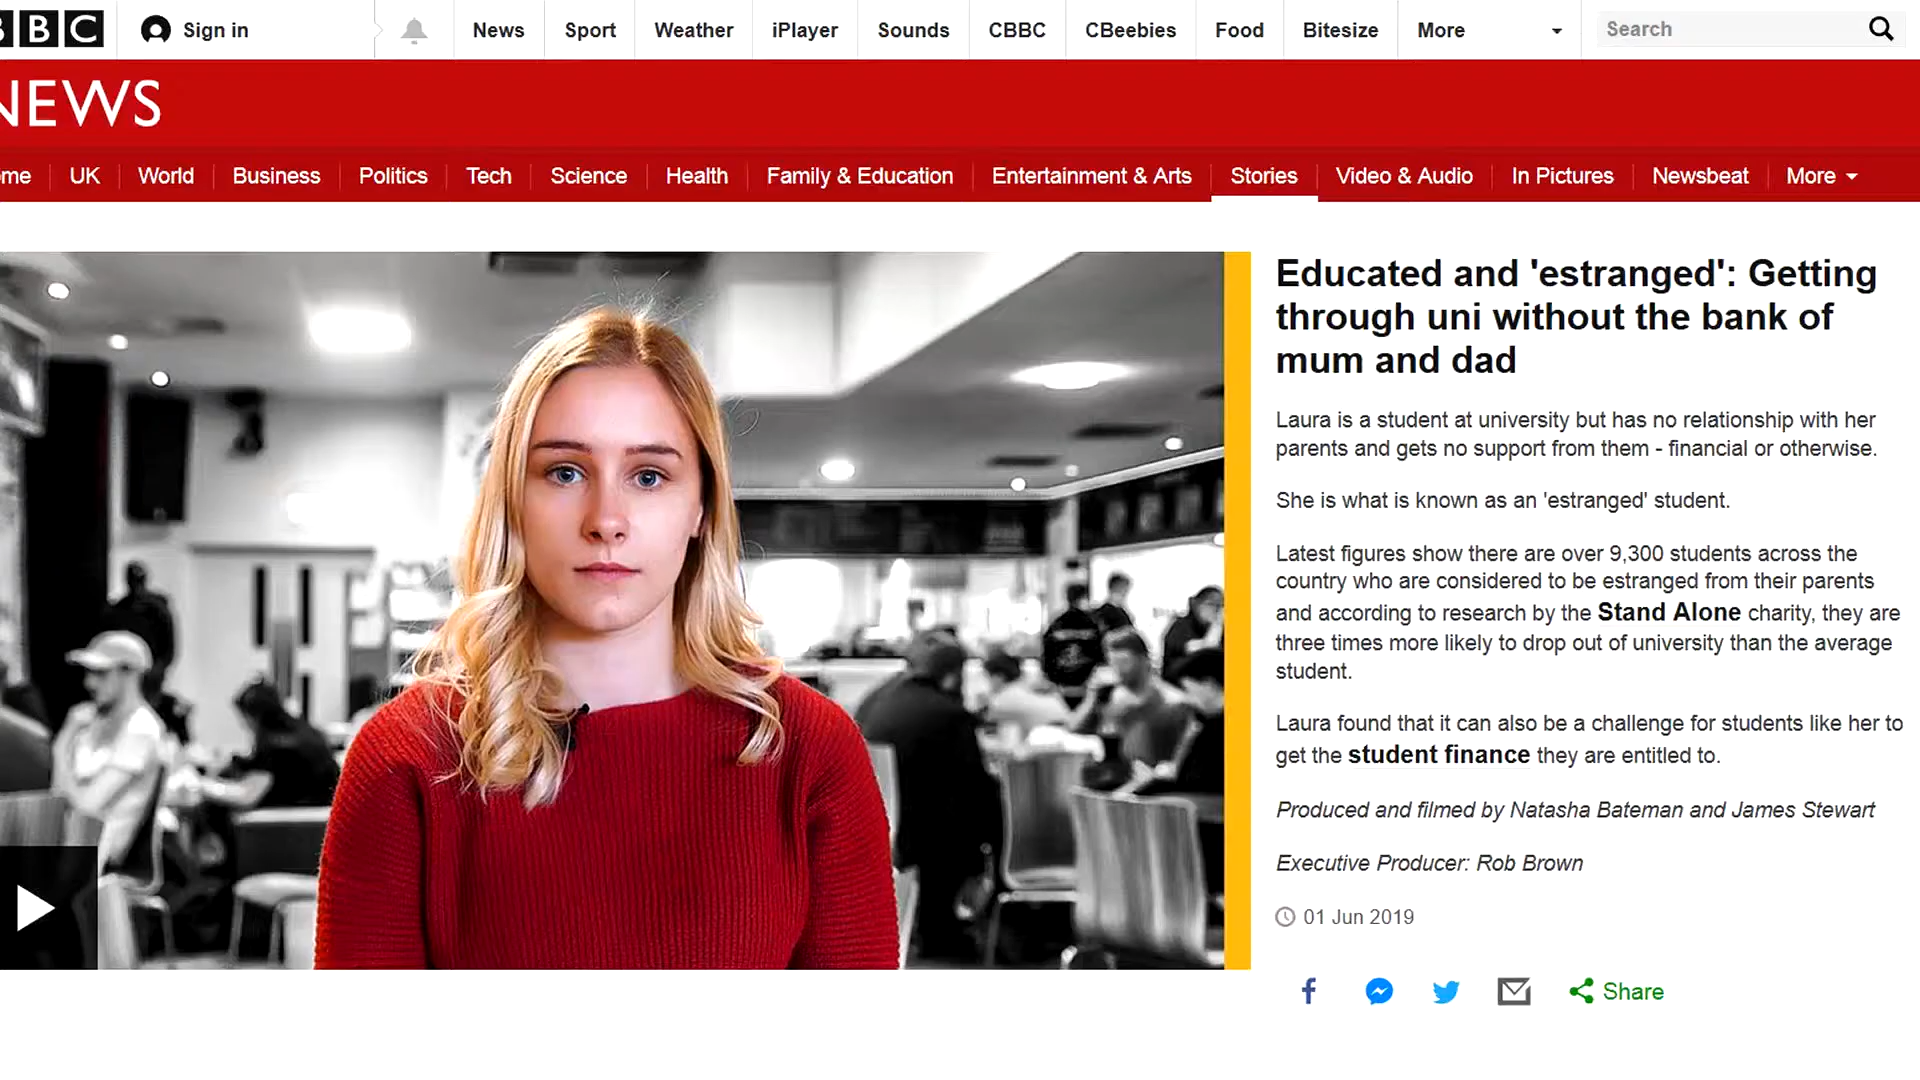 BBC Sign in News Sport Weather iPlayer Sounds CBBC CBeebies Food Bitesize More Search
NEWS
me UK World Business Politics Tech Science Health Family & Education Entertainment & Arts Stories Video & Audio In Pictures Newsbeat More
Educated and 'estranged': Getting
through uni without the bank of
mum and dad
Laura is a student at university but has no relationship with her
parents and gets no support from them - financial or otherwise.
She is what is known as an 'estranged' student.
Latest figures show there are over 9,300 students across the
country who are considered to be estranged from their parents
and according to research by the Stand Alone charity, they are
three times more likely to drop out of university than the average
student.
Laura found that it can also be a challenge for students like her to
get the student finance they are entitled to.
Produced and filmed by Natasha Bateman and James Stewart
Executive Producer: Rob Brown
01 Jun 2019
Share